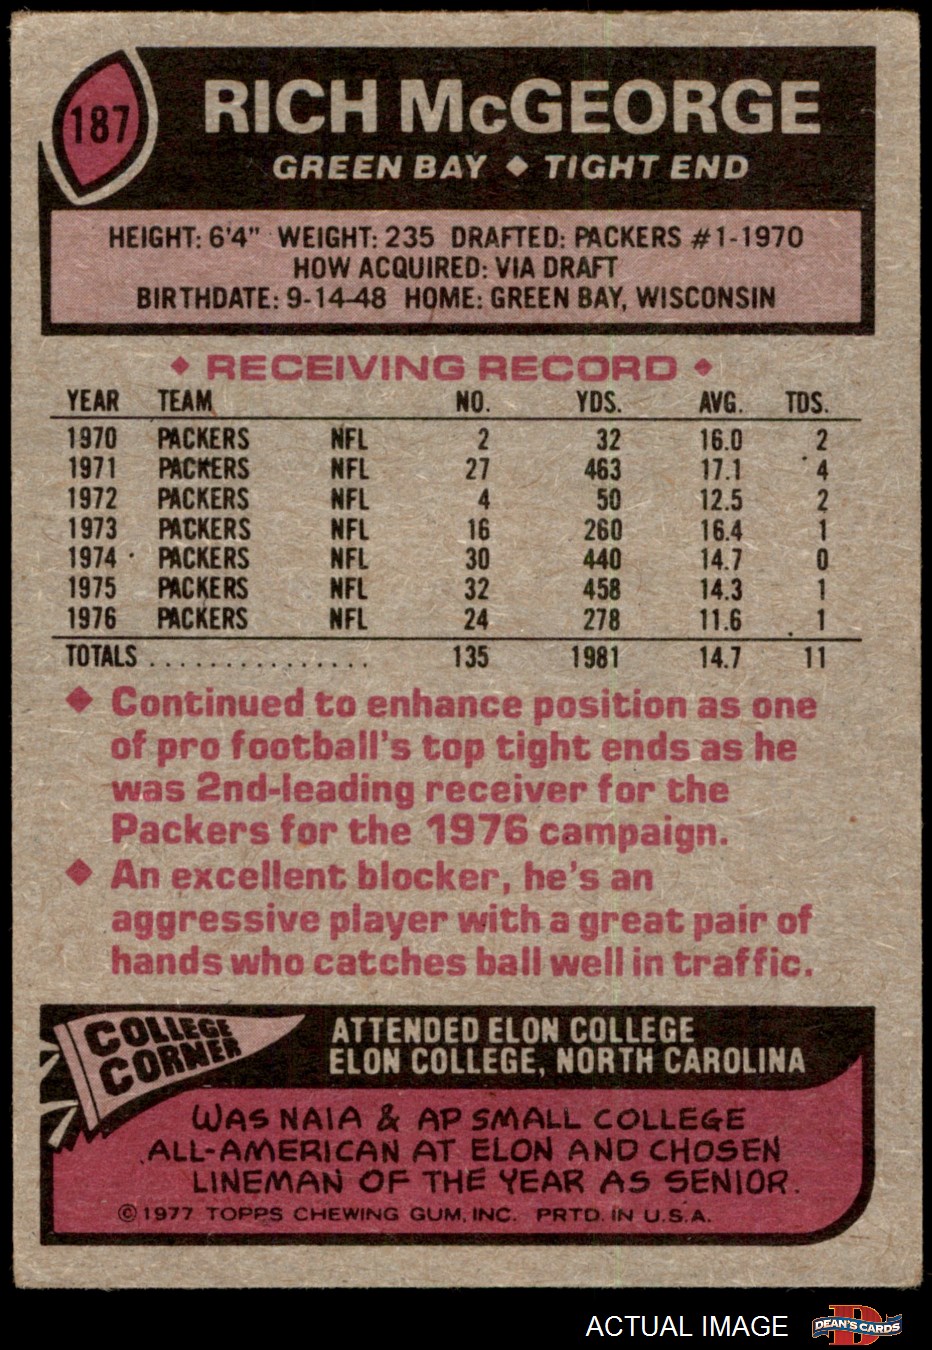 187
RICH McGEORGE
GREEN BAY ◆ TIGHT END
HEIGHT: 6'4" WEIGHT: 235 DRAFTED: PACKERS #1-1970
HOW ACQUIRED: VIA DRAFT
BIRTHDATE: 9-14-48 HOME: GREEN BAY, WISCONSIN
◆ RECEIVING RECORD ◆
YEAR TEAM NO. YDS. AVG. TDS.
1970 PACKERS NFL 2 32 16.0 2
1971 PACKERS NFL 27 463 17.1 4
1972 PACKERS NFL 4 50 12.5 2
1973 PACKERS NFL 16 260 16.4 1
1974 PACKERS NFL 30 440 14.7 0
1975 PACKERS NFL 32 458 14.3 1
1976 PACKERS NFL 24 278 11.6 1
TOTALS . . . . . . . . . . . . . . . 135 1981 14.7 11
◆ Continued to enhance position as one
of pro football's top tight ends as he
was 2nd-leading receiver for the
Packers for the 1976 campaign.
◆ An excellent blocker, he's an
aggressive player with a great pair of
hands who catches ball well in traffic.
COLLEGE
CORNER
ATTENDED ELON COLLEGE
ELON COLLEGE, NORTH CAROLINA
WAS NAIA & AP SMALL COLLEGE
ALL-AMERICAN AT ELON AND CHOSEN
LINEMAN OF THE YEAR AS SENIOR.
© 1977 TOPPS CHEWING GUM, INC. PRTD. IN U.S.A.
ACTUAL IMAGE
D
DEAN'S CARDS